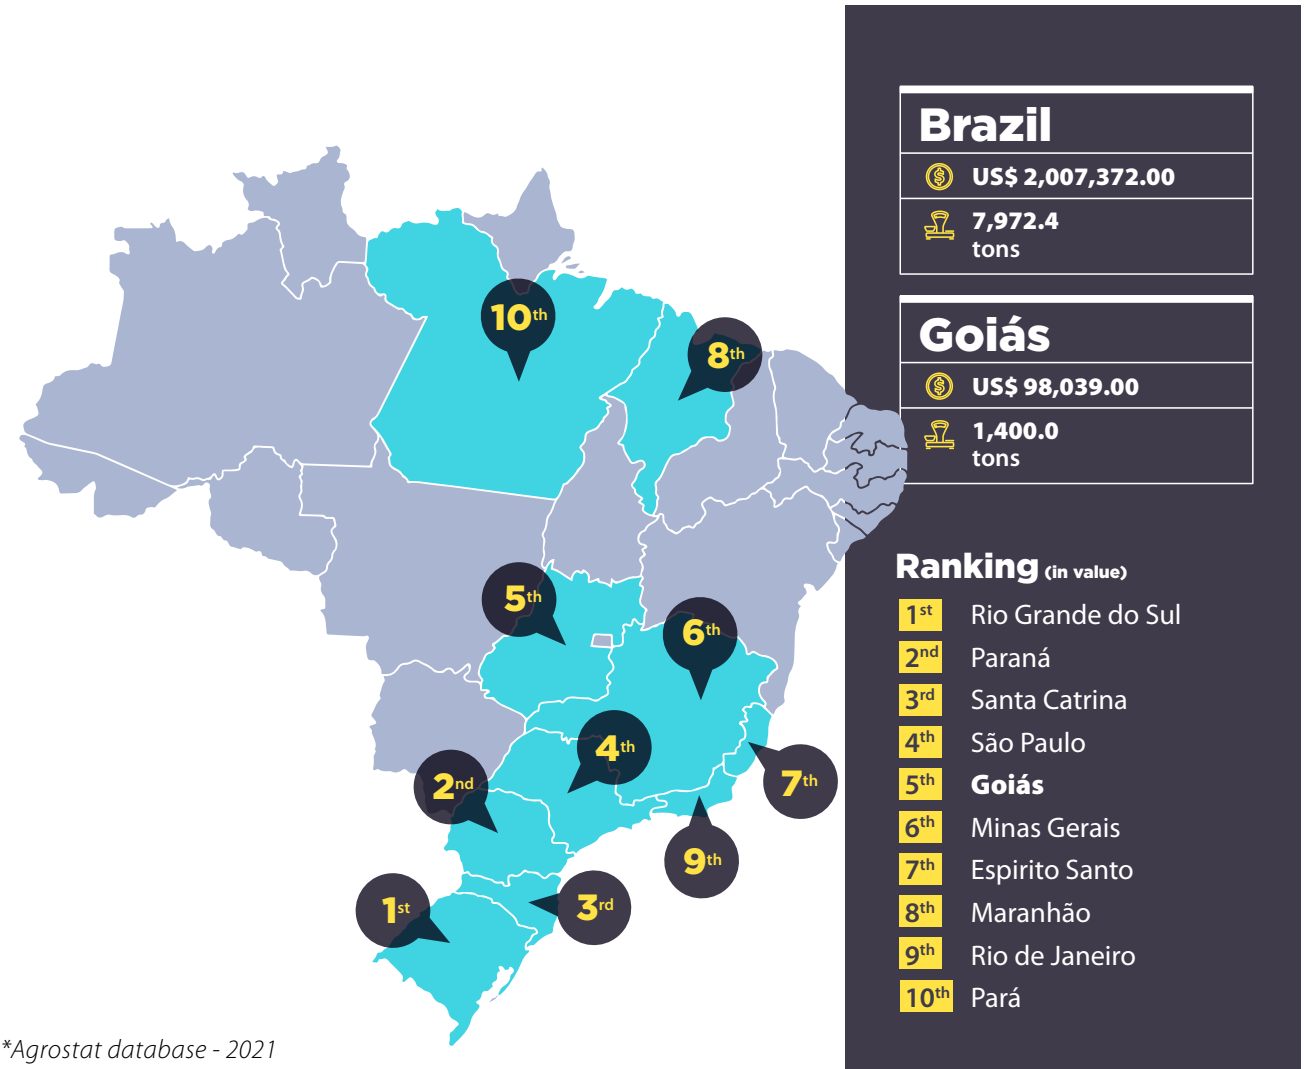 Brazil
US$ 2,007,372.00
7,972.4
tons
Goiás
US$ 98,039.00
1,400.0
tons
10th
8th
5th
6th
4th
2nd
7th
9th
1st
3rd
Ranking (in value)
1st Rio Grande do Sul
2nd Paraná
3rd Santa Catrina
4th São Paulo
5th Goiás
6th Minas Gerais
7th Espirito Santo
8th Maranhão
9th Rio de Janeiro
10th Pará
*Agrostat database - 2021